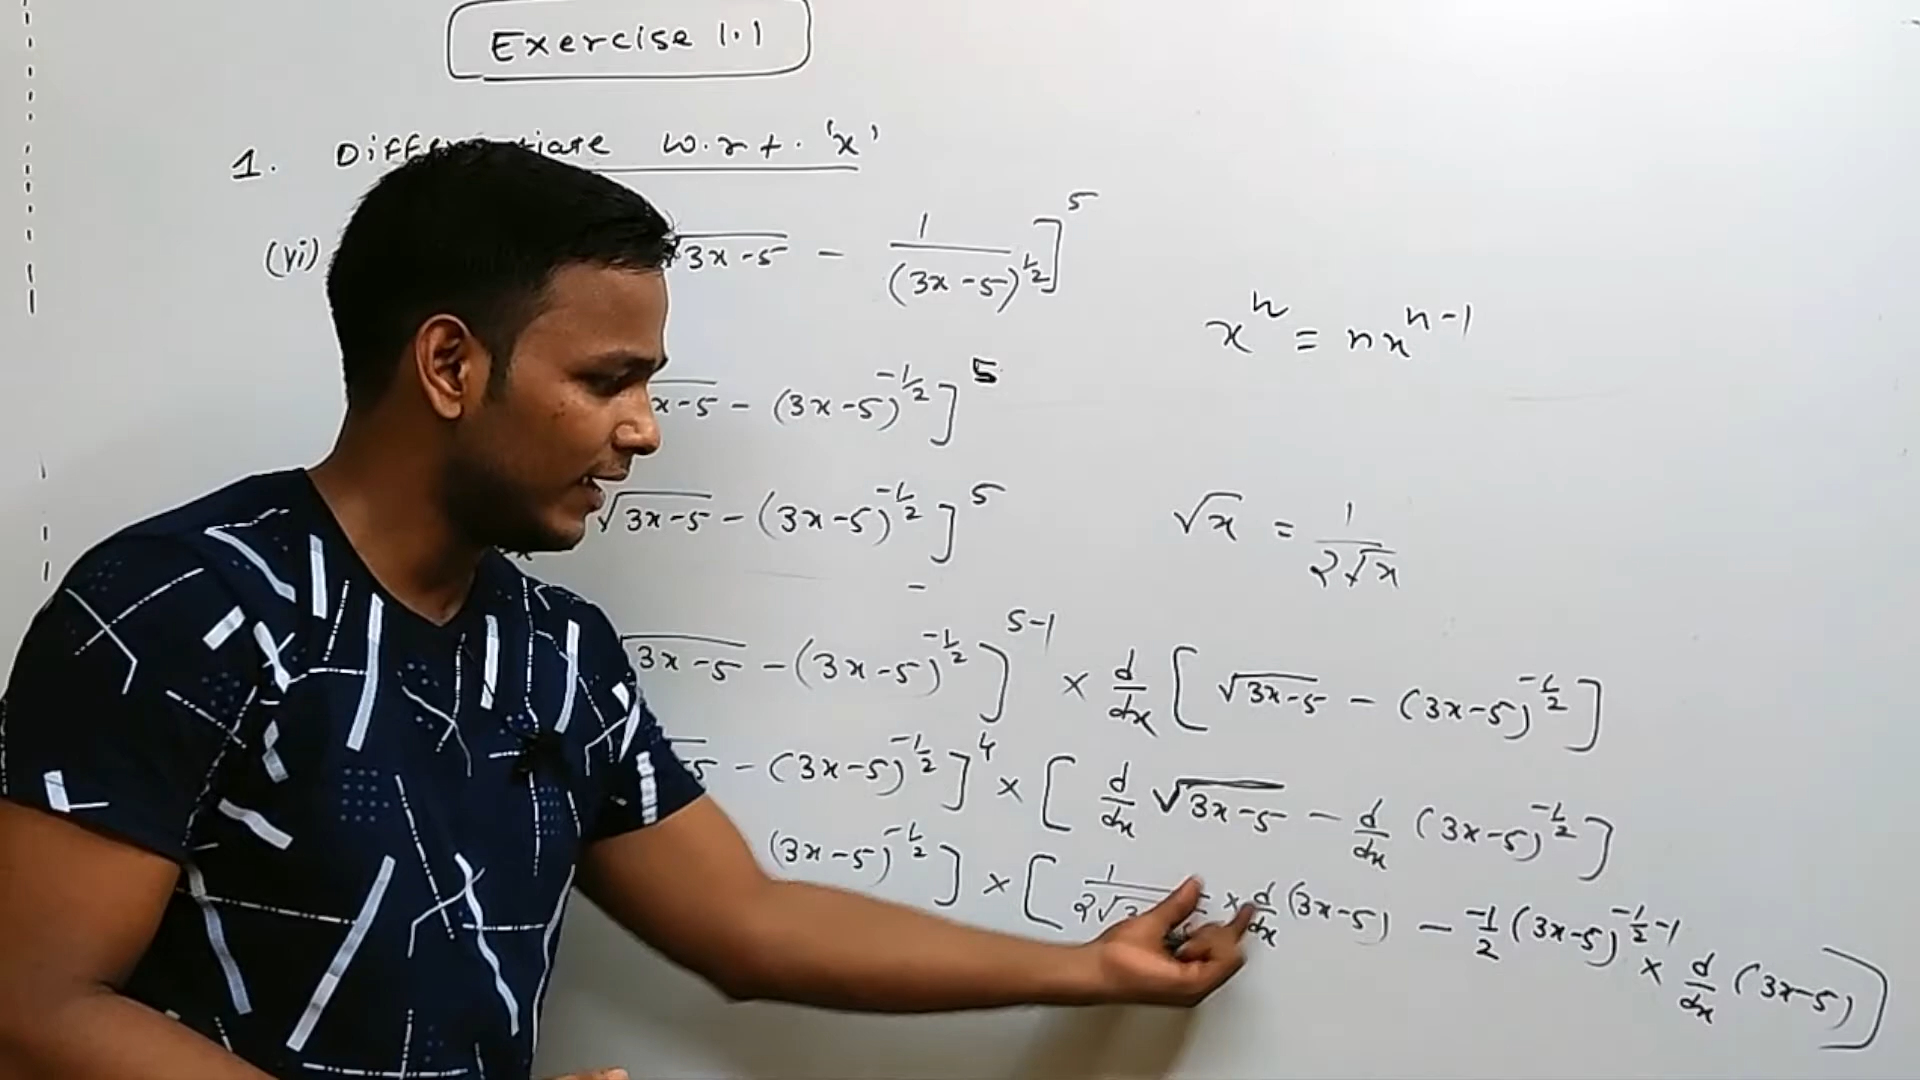 Exercise 1.1
1. Differentiate w.r.t. 'x'
(vi) √3x-5 - 1/(3x-5)^1/2]^5
x^n = nx^n-1
x-5 - (3x-5)^-1/2]^5
√3x-5 - (3x-5)^-1/2]^5
√x = 1/2√x
3x-5 - (3x-5)^-1/2]^5-1 × d/dx [√3x-5 - (3x-5)^-1/2]
-5 - (3x-5)^-1/2]^4 × [d/dx √3x-5 - d/dx (3x-5)^-1/2]
(3x-5)^-1/2] × [1/2√3 × d/dx (3x-5) - -1/2 (3x-5)^-1/2-1 × d/dx (3x-5)]